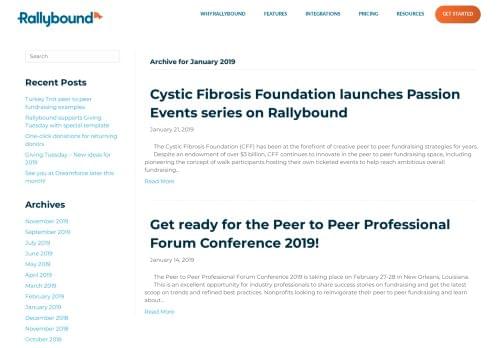 Rallybound
WHY RALLYBOUND
FEATURES
INTEGRATIONS
PRICING
RESOURCES
GET STARTED
Search
Recent Posts
Turkey Trot peer to peer
fundraising examples
Rallybound supports Giving
Tuesday with special template
One-click donations for returning
donors
Giving Tuesday – New ideas for
2019
See you at Dreamforce later this
month!
Archives
November 2019
September 2019
July 2019
June 2019
May 2019
April 2019
March 2019
February 2019
January 2019
December 2018
November 2018
October 2018
Archive for January 2019
Cystic Fibrosis Foundation launches Passion
Events series on Rallybound
January 21, 2019
The Cystic Fibrosis Foundation (CFF) has been at the forefront of creative peer to peer fundraising strategies for years.
Despite an endowment of over $3 billion, CFF continues to innovate in the peer to peer fundraising space, including
pioneering the concept of walk participants hosting their own ticketed events to help reach ambitious overall
fundraising...
Read More
Get ready for the Peer to Peer Professional
Forum Conference 2019!
January 14, 2019
The Peer to Peer Professional Forum Conference 2019 is taking place on February 27-28 in New Orleans, Louisiana.
This is an excellent opportunity for industry professionals to share success stories on fundraising and get the latest
scoop on trends and refined best practices. Nonprofits looking to reinvigorate their peer to peer fundraising and learn
about...
Read More